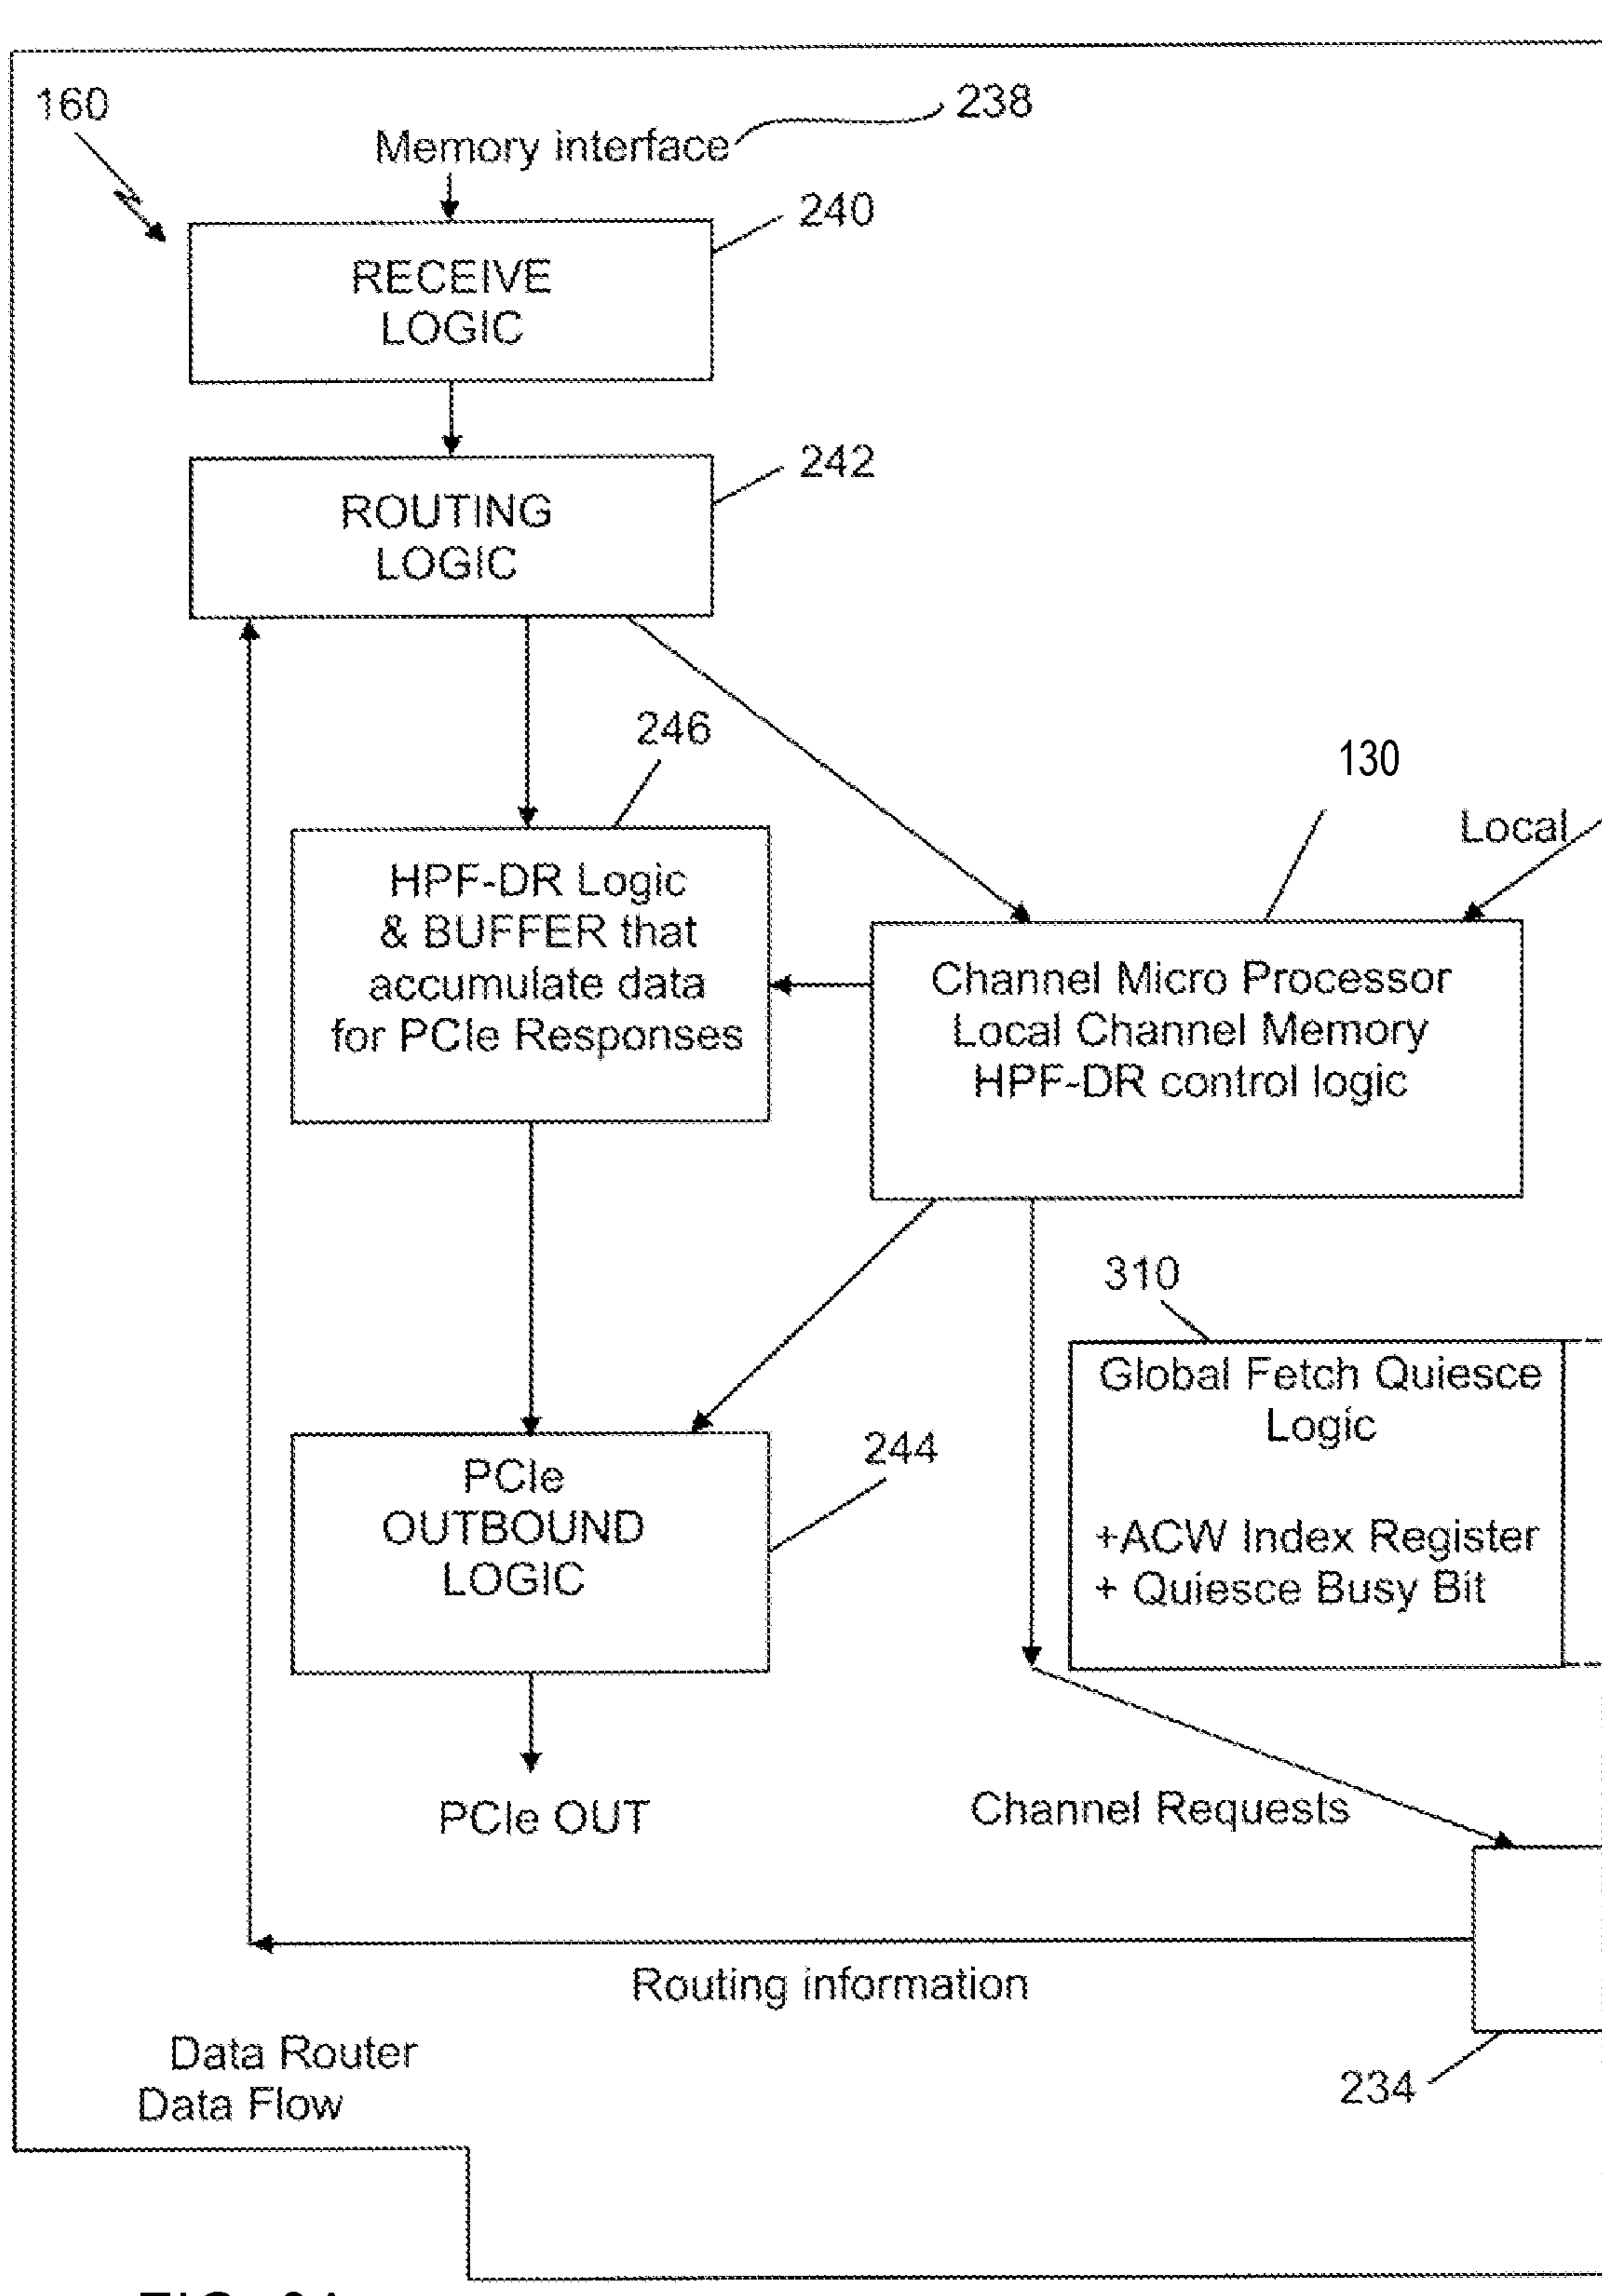 160
Memory interface
238
240
RECEIVE
LOGIC
242
ROUTING
LOGIC
246
130
Local
HPF-DR Logic
& BUFFER that
accumulate data
for PCIe Responses
Channel Micro Processor
Local Channel Memory
HPF-DR control logic
310
Global Fetch Quiesce
Logic
+ACW Index Register
+ Quiesce Busy Bit
244
PCIe
OUTBOUND
LOGIC
PCIe OUT
Channel Requests
Routing information
234
Data Router
Data Flow